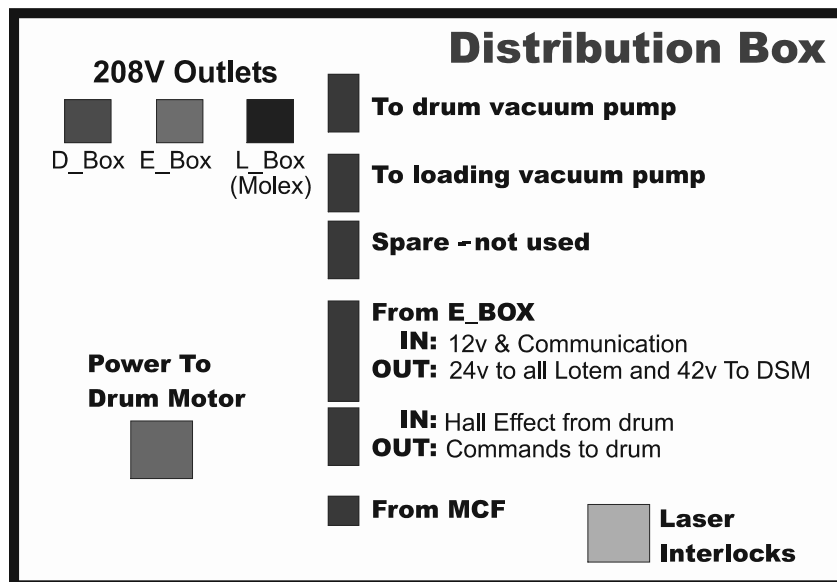 Distribution Box
208V Outlets
D_Box E_Box L_Box
(Molex)
To drum vacuum pump
To loading vacuum pump
Spare - not used
From E_BOX
IN: 12v & Communication
OUT: 24v to all Lotem and 42v To DSM
Power To
Drum Motor
IN: Hall Effect from drum
OUT: Commands to drum
From MCF
Laser
Interlocks